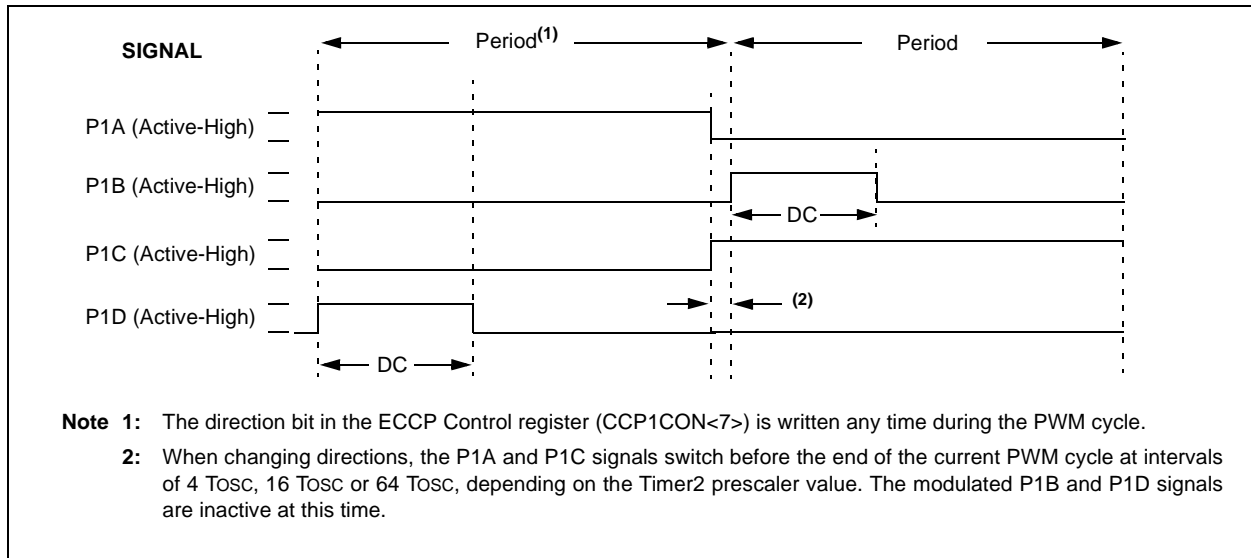 SIGNAL
Period(1)
Period
P1A (Active-High)
P1B (Active-High)
DC
P1C (Active-High)
(2)
P1D (Active-High)
DC
Note 1: The direction bit in the ECCP Control register (CCP1CON<7>) is written any time during the PWM cycle.
2: When changing directions, the P1A and P1C signals switch before the end of the current PWM cycle at intervals
of 4 TOSC, 16 TOSC or 64 TOSC, depending on the Timer2 prescaler value. The modulated P1B and P1D signals
are inactive at this time.